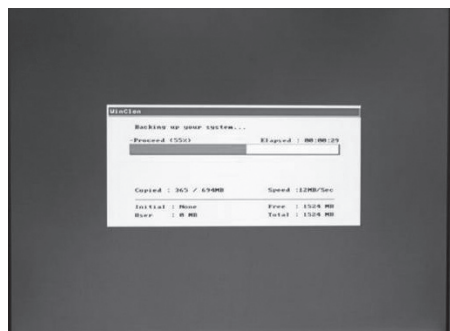 WinClon
Backing up your system...
Proceed (55%) Elapsed : 00:00:29
Copied : 365 / 694MB Speed :12MB/Sec
Initial : None Free : 1524 MB
User : 0 MB Total : 1524 MB